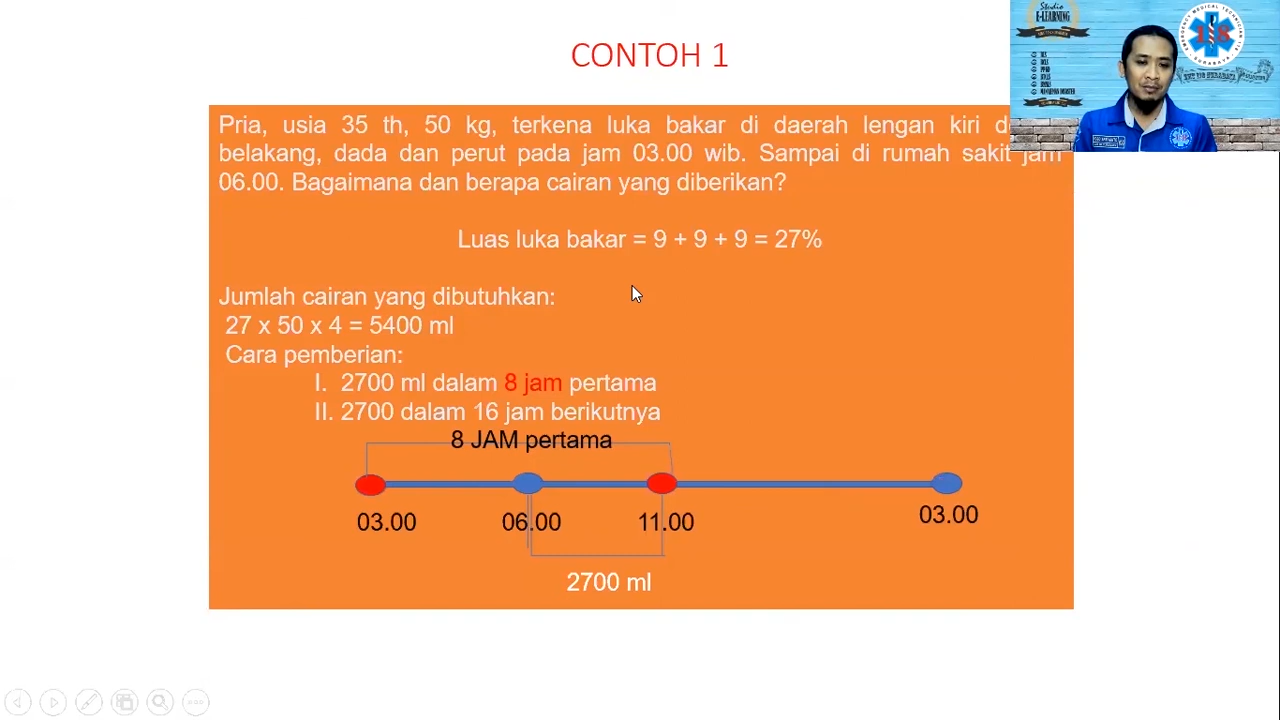 CONTOH 1
Pria, usia 35 th, 50 kg, terkena luka bakar di daerah lengan kiri
belakang, dada dan perut pada jam 03.00 wib. Sampai di rumah sakit jam
06.00. Bagaimana dan berapa cairan yang diberikan?
Luas luka bakar = 9 + 9 + 9 = 27%
Jumlah cairan yang dibutuhkan:
27 x 50 x 4 = 5400 ml
Cara pemberian:
I. 2700 ml dalam 8 jam pertama
II. 2700 dalam 16 jam berikutnya
8 JAM pertama
03.00 06.00 11.00 03.00
2700 ml
Studio
E-LEARNING
118
SURABAYA